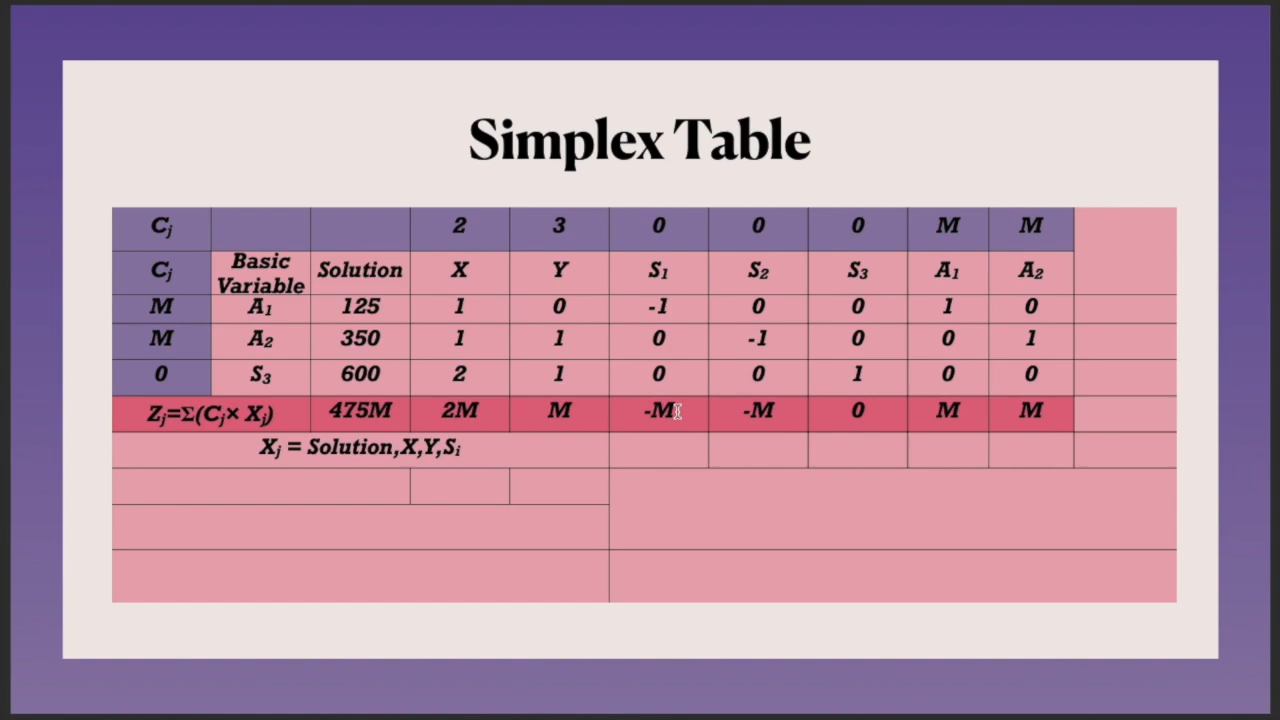 Simplex Table
Cⱼ 2 3 0 0 0 M M
Cⱼ Basic Variable Solution X Y S₁ S₂ S₃ A₁ A₂
M A₁ 125 1 0 -1 0 0 1 0
M A₂ 350 1 1 0 -1 0 0 1
0 S₃ 600 2 1 0 0 1 0 0
Zⱼ=Σ(Cⱼ× Xⱼ) 475M 2M M -M -M 0 M M
Xⱼ = Solution,X,Y,Sᵢ